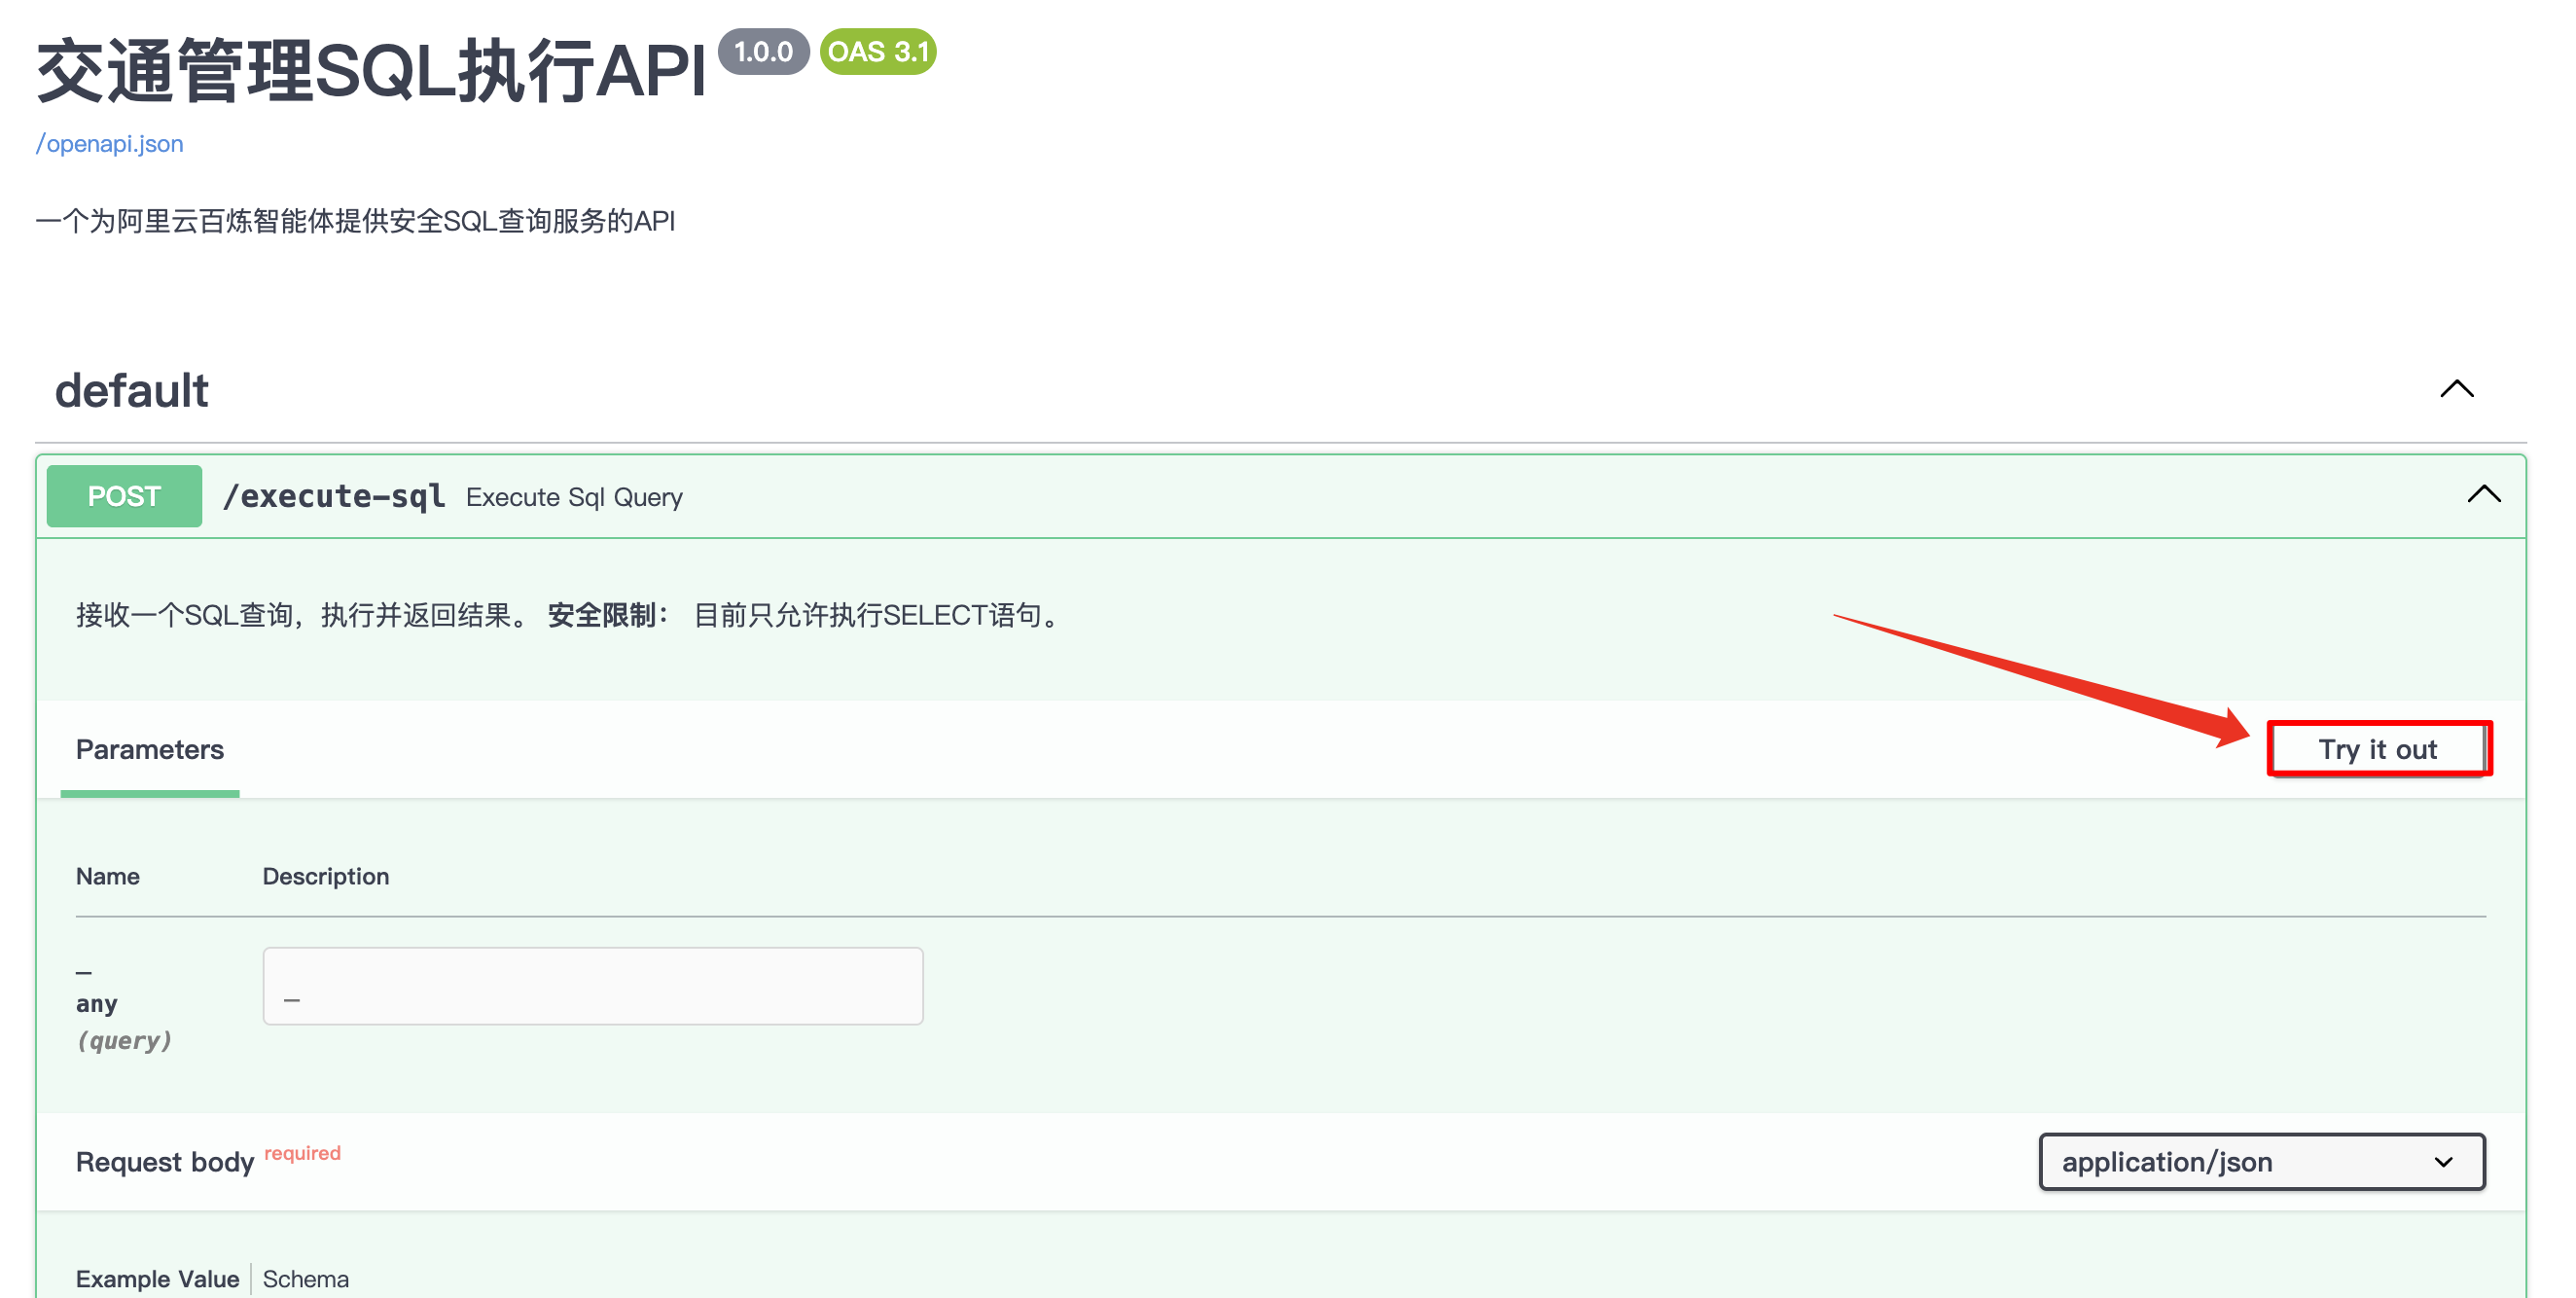 交通管理SQL执行API 1.0.0 OAS 3.1
/openapi.json
一个为阿里云百炼智能体提供安全SQL查询服务的API
default
POST /execute-sql Execute Sql Query
接收一个SQL查询，执行并返回结果。 安全限制： 目前只允许执行SELECT语句。
Parameters Try it out
Name Description
_
any
(query)
_
Request body required application/json
Example Value Schema